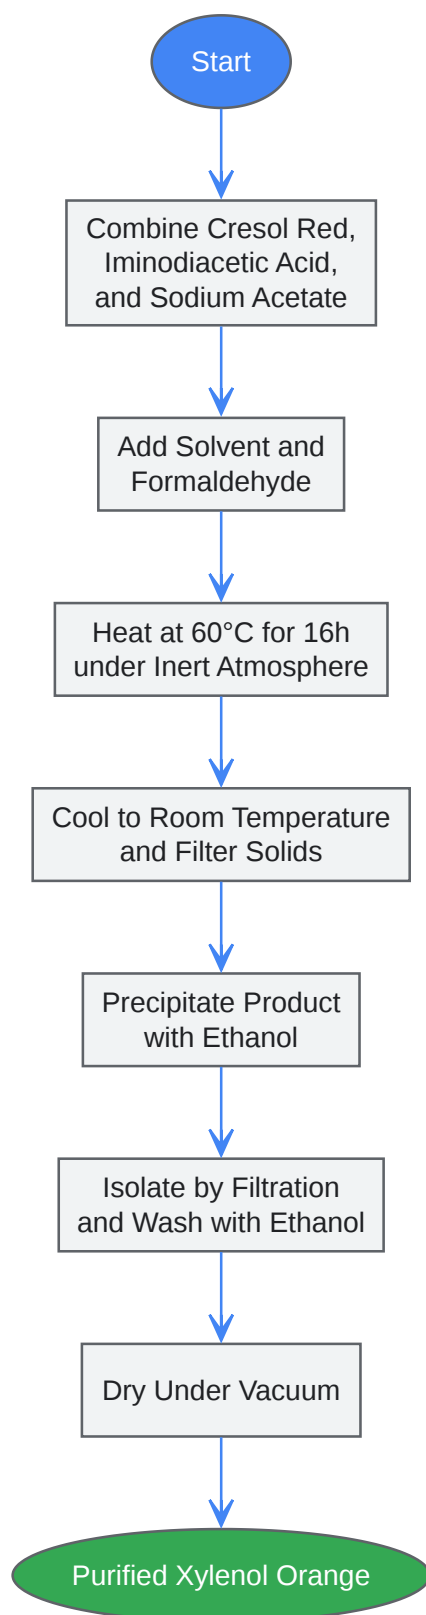 Start
Combine Cresol Red,
Iminodiacetic Acid,
and Sodium Acetate
Add Solvent and
Formaldehyde
Heat at 60°C for 16h
under Inert Atmosphere
Cool to Room Temperature
and Filter Solids
Precipitate Product
with Ethanol
Isolate by Filtration
and Wash with Ethanol
Dry Under Vacuum
Purified Xylenol Orange